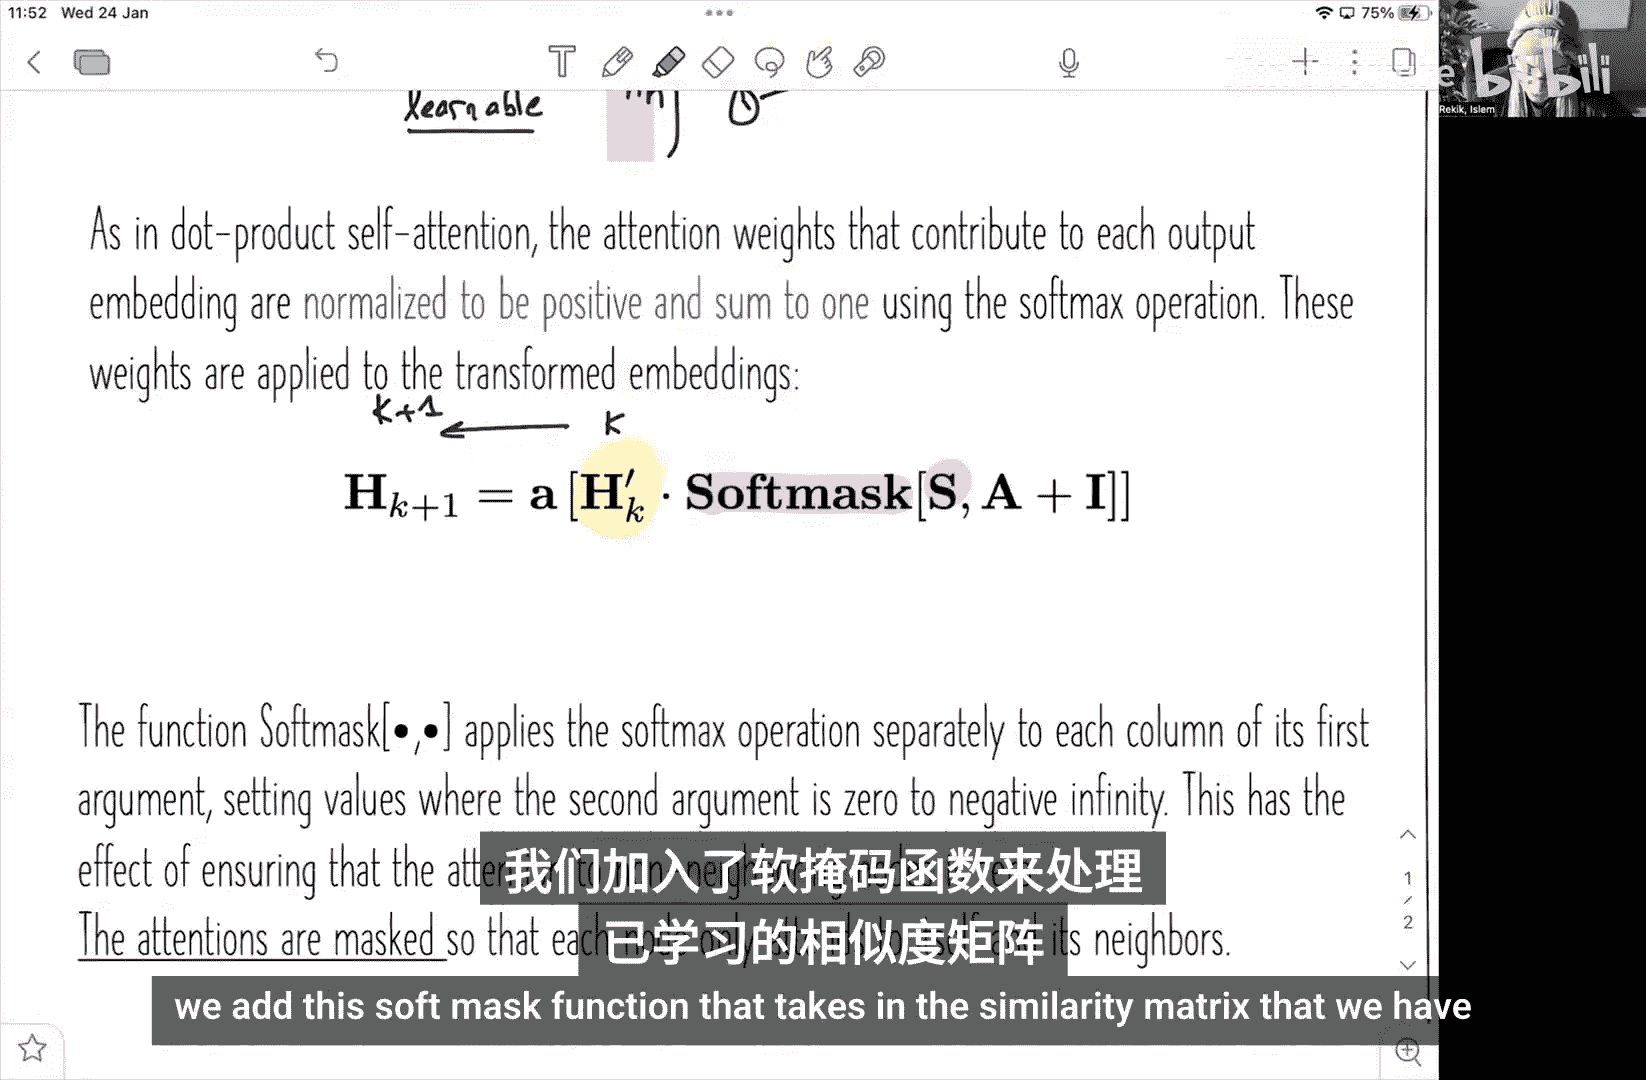 11:52 Wed 24 Jan
75%
bilibili
Rekik, Islem
learnable
As in dot-product self-attention, the attention weights that contribute to each output
embedding are normalized to be positive and sum to one using the softmax operation. These
weights are applied to the transformed embeddings:
k+1 k
H_{k+1} = a [H'_k · Softmask[S, A + I]]
The function Softmask[•,•] applies the softmax operation separately to each column of its first
argument, setting values where the second argument is zero to negative infinity. This has the
effect of ensuring that the
我们加入了软掩码函数来处理
The attentions are masked so that each its neighbors.
已学习的相似度矩阵
we add this soft mask function that takes in the similarity matrix that we have
1
2